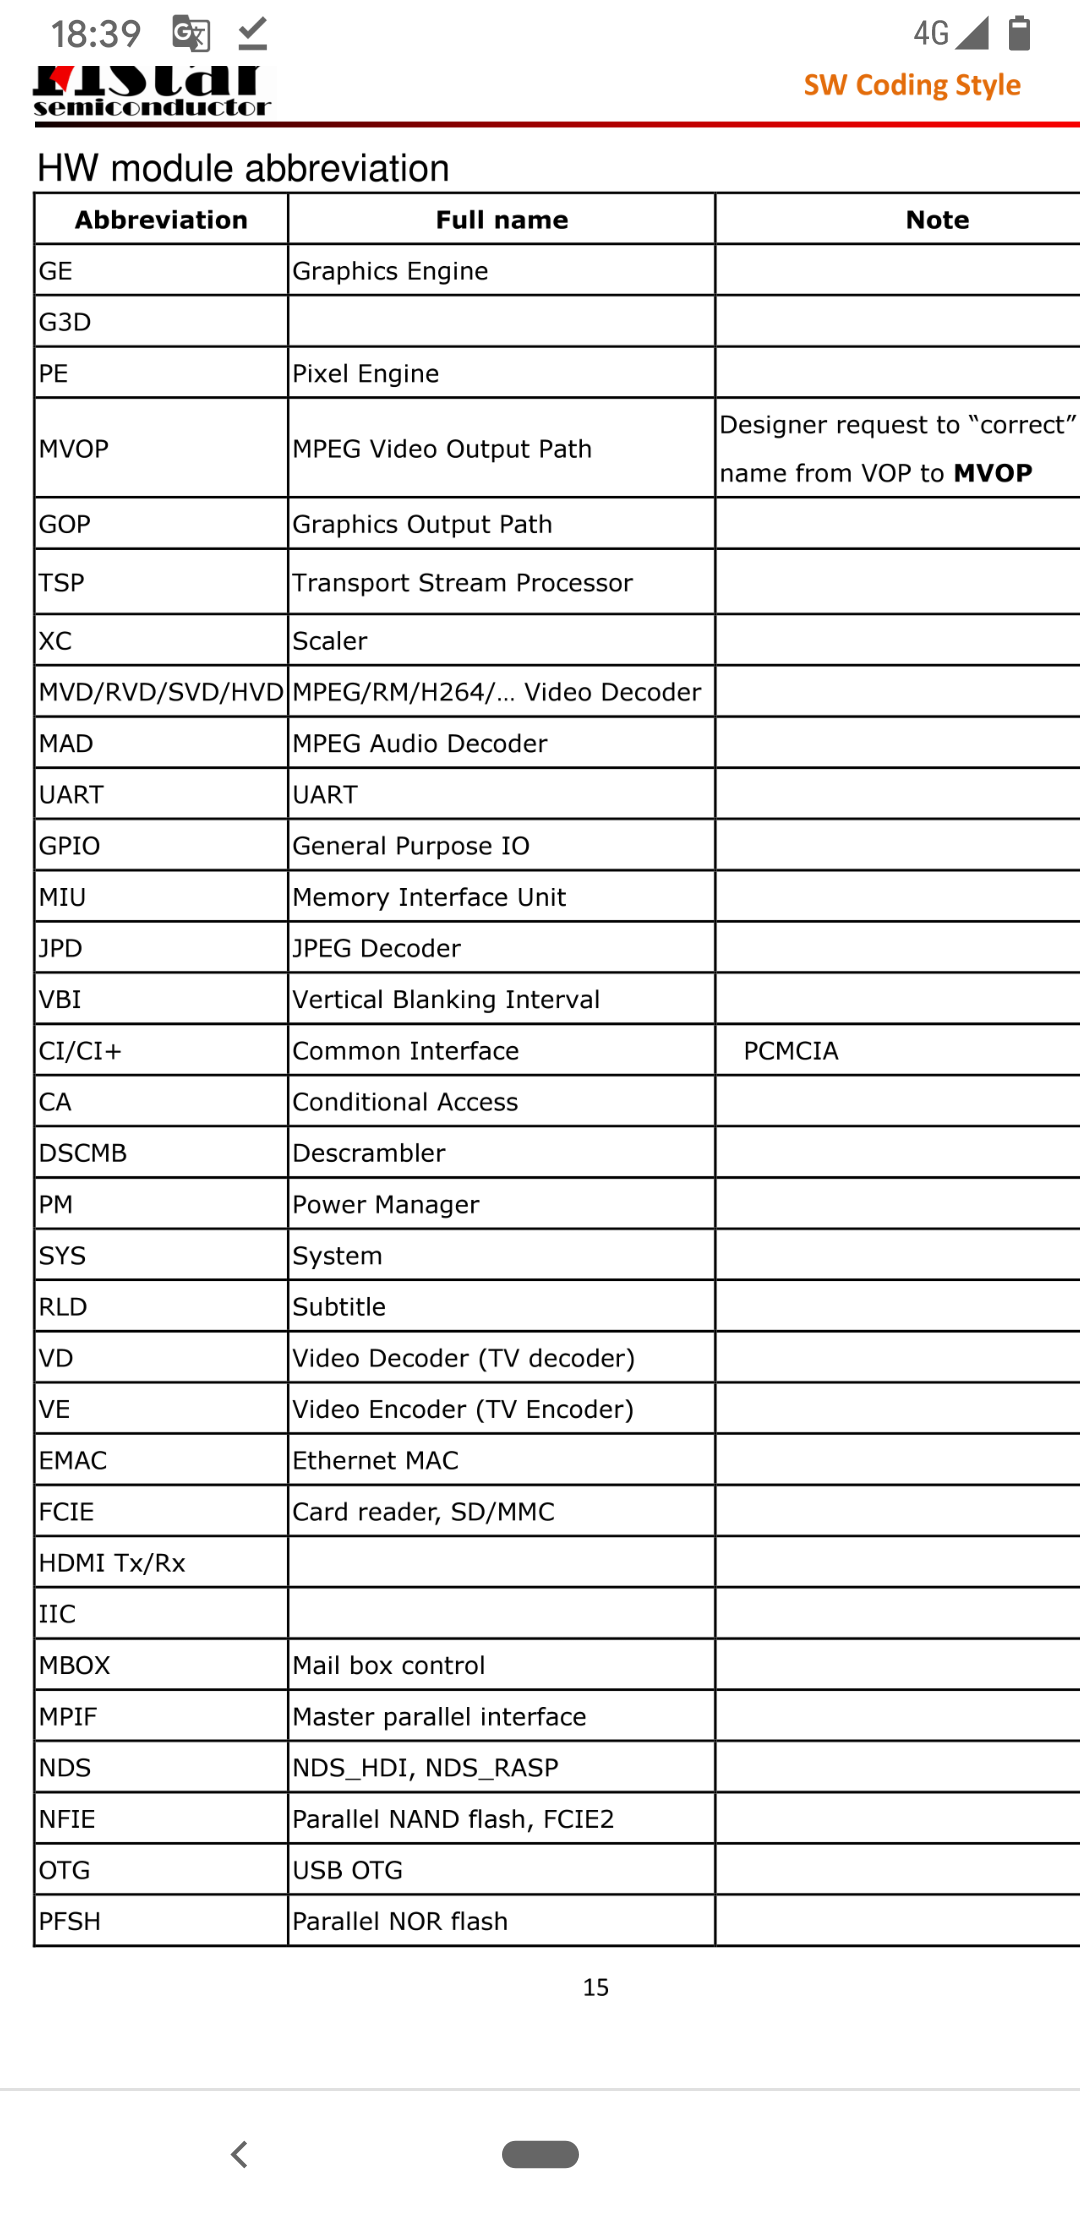 18:39 4G
MStar
semiconductor
SW Coding Style
HW module abbreviation
Abbreviation Full name Note
GE Graphics Engine
G3D
PE Pixel Engine
MVOP MPEG Video Output Path Designer request to “correct”
name from VOP to MVOP
GOP Graphics Output Path
TSP Transport Stream Processor
XC Scaler
MVD/RVD/SVD/HVD MPEG/RM/H264/... Video Decoder
MAD MPEG Audio Decoder
UART UART
GPIO General Purpose IO
MIU Memory Interface Unit
JPD JPEG Decoder
VBI Vertical Blanking Interval
CI/CI+ Common Interface PCMCIA
CA Conditional Access
DSCMB Descrambler
PM Power Manager
SYS System
RLD Subtitle
VD Video Decoder (TV decoder)
VE Video Encoder (TV Encoder)
EMAC Ethernet MAC
FCIE Card reader, SD/MMC
HDMI Tx/Rx
IIC
MBOX Mail box control
MPIF Master parallel interface
NDS NDS_HDI, NDS_RASP
NFIE Parallel NAND flash, FCIE2
OTG USB OTG
PFSH Parallel NOR flash
15